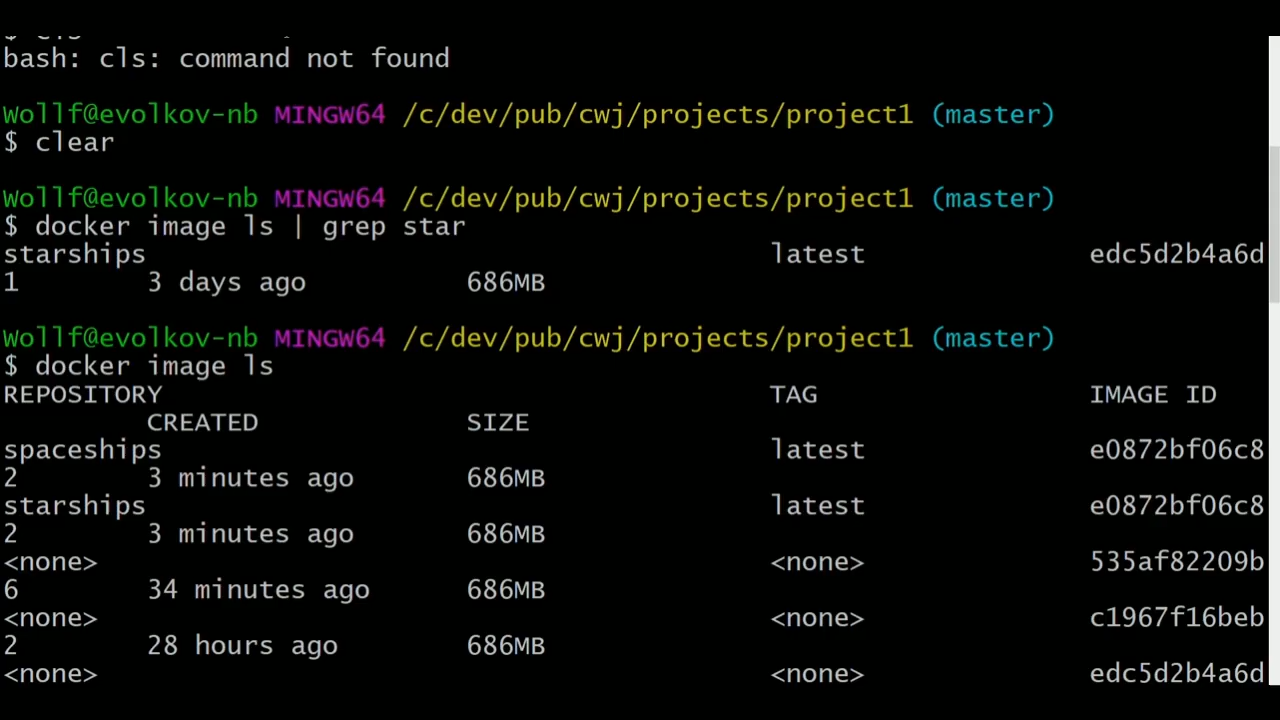 bash: cls: command not found
Wollf@evolkov-nb MINGW64 /c/dev/pub/cwj/projects/project1 (master)
$ clear
Wollf@evolkov-nb MINGW64 /c/dev/pub/cwj/projects/project1 (master)
$ docker image ls | grep star
starships latest edc5d2b4a6d
1 3 days ago 686MB
Wollf@evolkov-nb MINGW64 /c/dev/pub/cwj/projects/project1 (master)
$ docker image ls
REPOSITORY TAG IMAGE ID
CREATED SIZE
spaceships latest e0872bf06c8
2 3 minutes ago 686MB
starships latest e0872bf06c8
2 3 minutes ago 686MB
<none> <none> 535af82209b
6 34 minutes ago 686MB
<none> <none> c1967f16beb
2 28 hours ago 686MB
<none> <none> edc5d2b4a6d